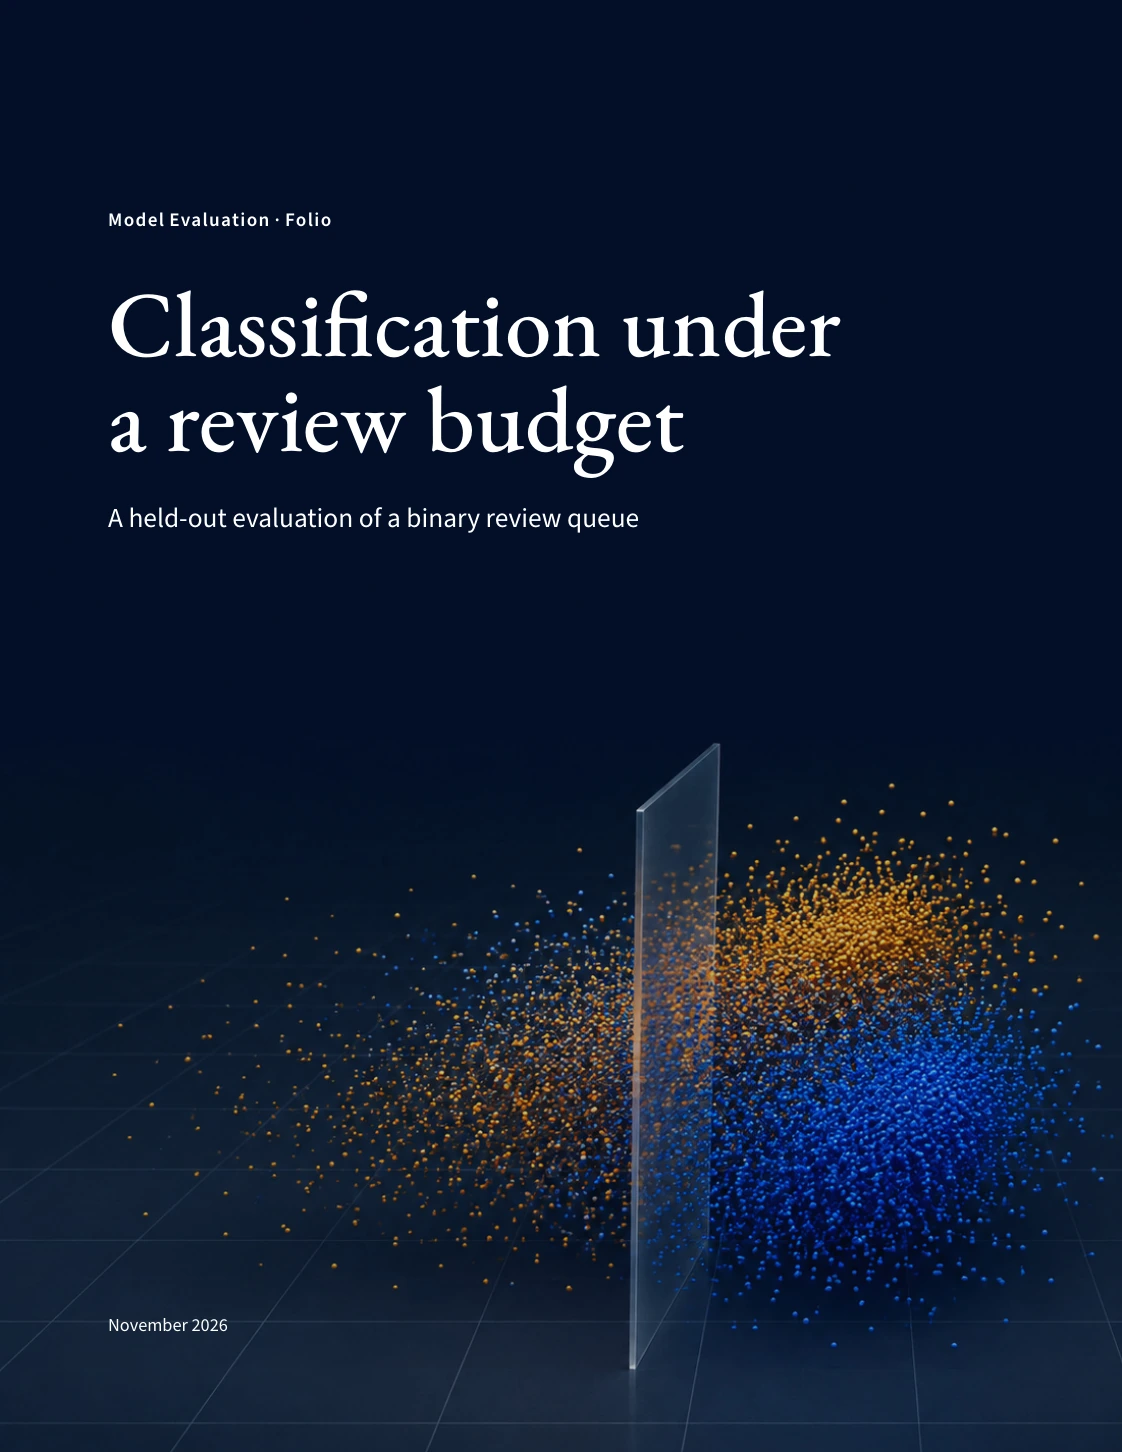 Model Evaluation · Folio
Classification under
a review budget
A held-out evaluation of a binary review queue
November 2026